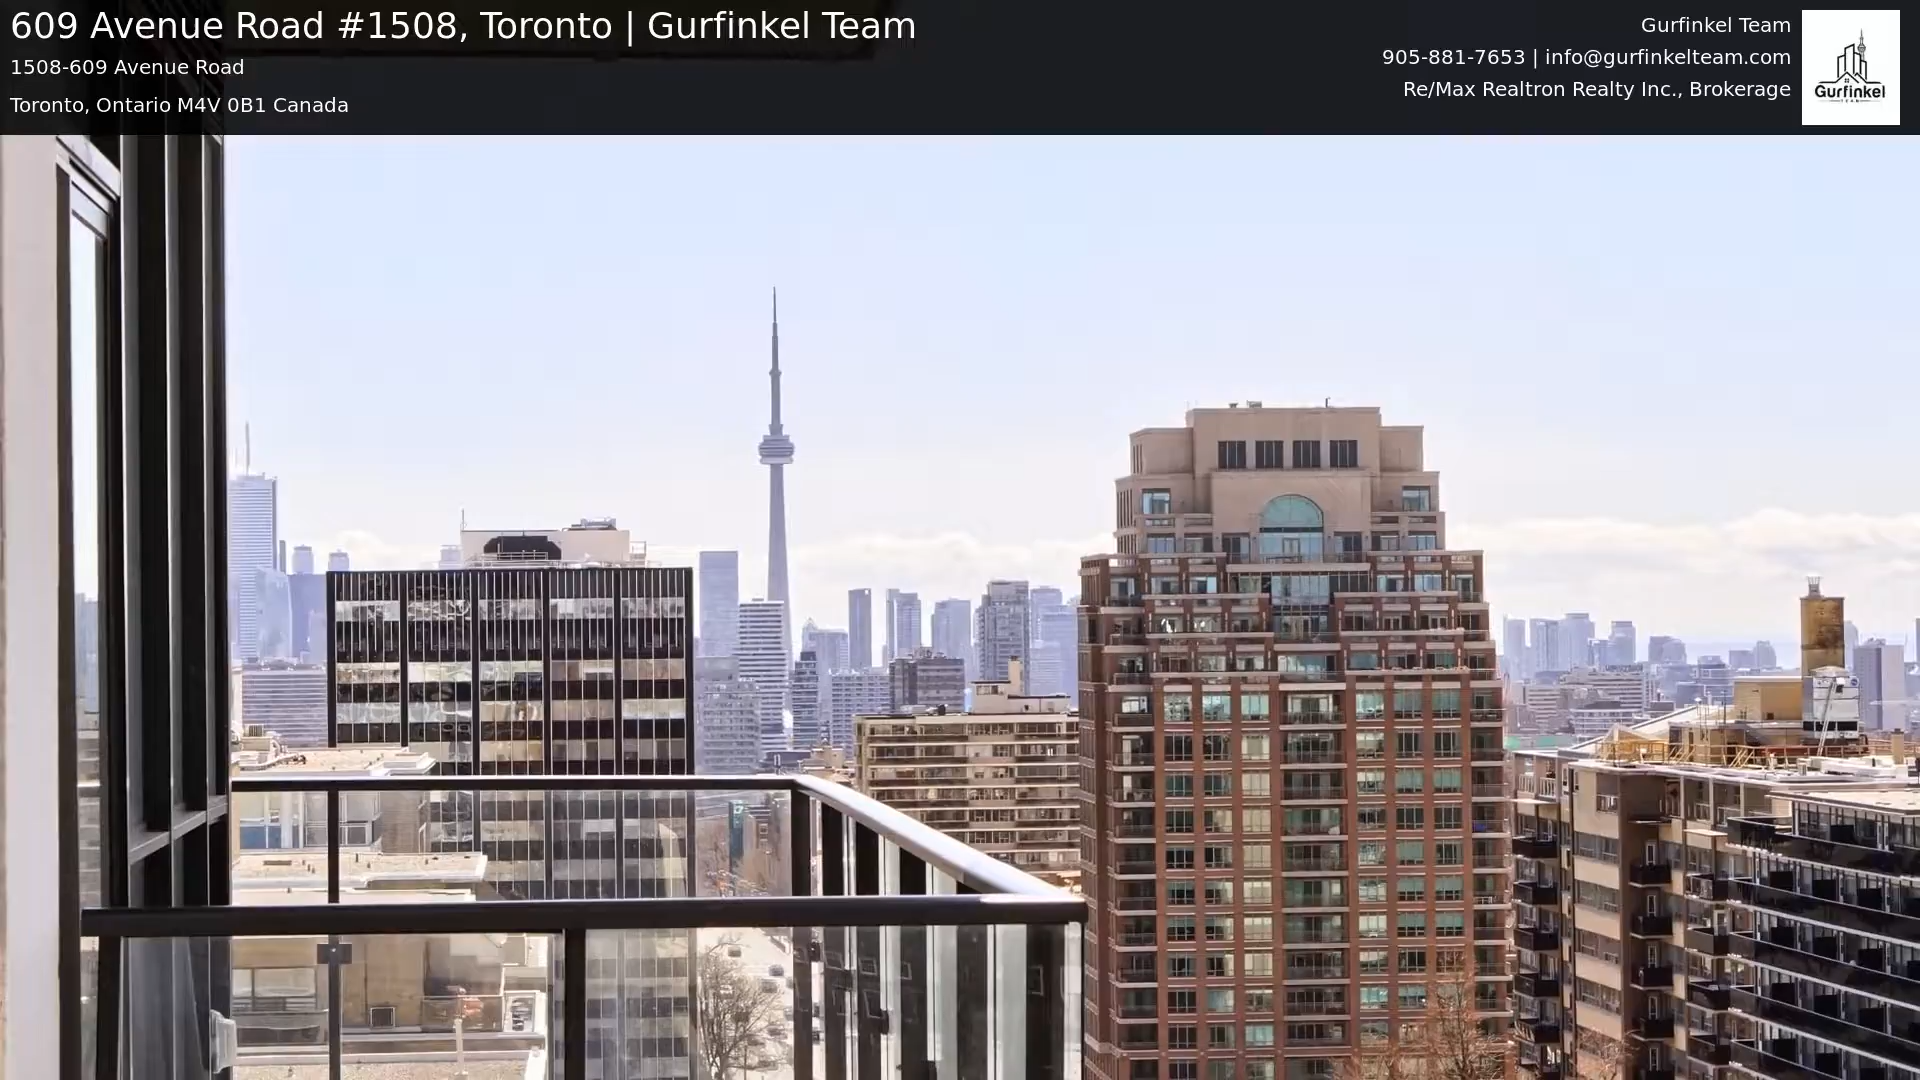 609 Avenue Road #1508, Toronto | Gurfinkel Team
1508-609 Avenue Road
Toronto, Ontario M4V 0B1 Canada
Gurfinkel Team
905-881-7653 | info@gurfinkelteam.com
Re/Max Realtron Realty Inc., Brokerage
Gurfinkel
TEAM